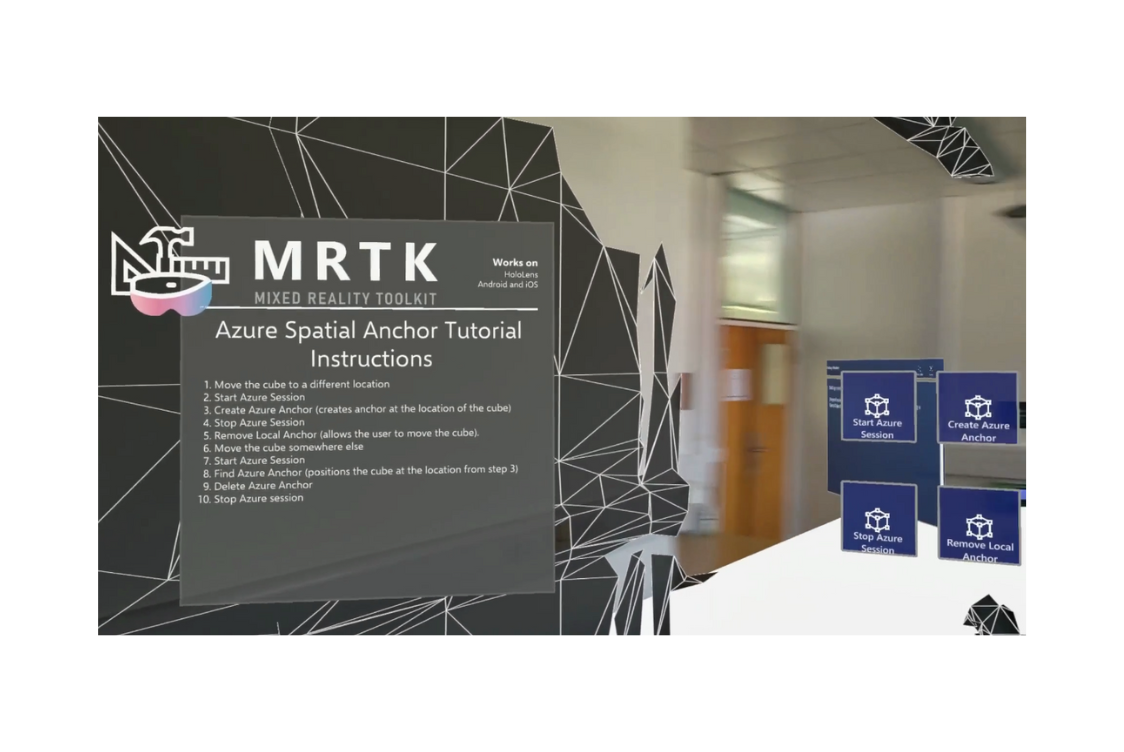 MRTK
MIXED REALITY TOOLKIT
Works on
HoloLens
Android and iOS
Azure Spatial Anchor Tutorial
Instructions
1. Move the cube to a different location
2. Start Azure Session
3. Create Azure Anchor (creates anchor at the location of the cube)
4. Stop Azure Session
5. Remove Local Anchor (allows the user to move the cube).
6. Move the cube somewhere else
7. Start Azure Session
8. Find Azure Anchor (positions the cube at the location from step 3)
9. Delete Azure Anchor
10. Stop Azure session
Start Azure
Session
Create Azure
Anchor
Stop Azure
Session
Remove Local
Anchor